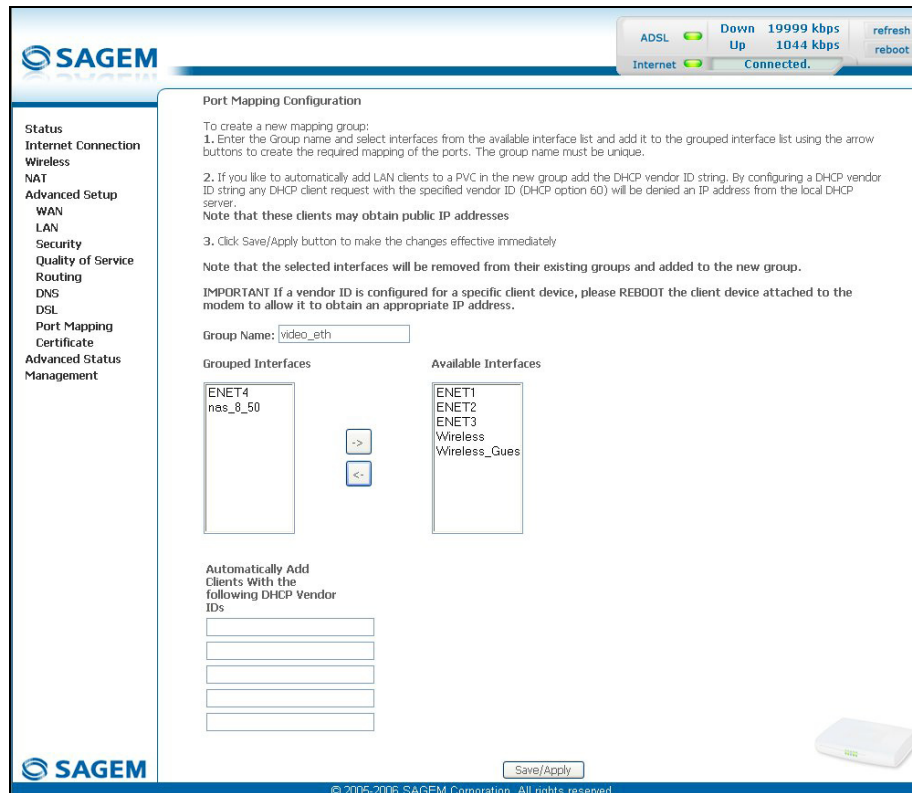 SAGEM
ADSL
Down 19999 kbps
Up 1044 kbps
Internet
Connected.
refresh
reboot
Status
Internet Connection
Wireless
NAT
Advanced Setup
WAN
LAN
Security
Quality of Service
Routing
DNS
DSL
Port Mapping
Certificate
Advanced Status
Management
Port Mapping Configuration
To create a new mapping group:
1. Enter the Group name and select interfaces from the available interface list and add it to the grouped interface list using the arrow
buttons to create the required mapping of the ports. The group name must be unique.
2. If you like to automatically add LAN clients to a PVC in the new group add the DHCP vendor ID string. By configuring a DHCP vendor
ID string any DHCP client request with the specified vendor ID (DHCP option 60) will be denied an IP address from the local DHCP
server.
Note that these clients may obtain public IP addresses
3. Click Save/Apply button to make the changes effective immediately
Note that the selected interfaces will be removed from their existing groups and added to the new group.
IMPORTANT If a vendor ID is configured for a specific client device, please REBOOT the client device attached to the
modem to allow it to obtain an appropriate IP address.
Group Name: video_eth
Grouped Interfaces
ENET4
nas_8_50
->
<-
Available Interfaces
ENET1
ENET2
ENET3
Wireless
Wireless_Gues
Automatically Add
Clients With the
following DHCP Vendor
IDs
Save/Apply
SAGEM
© 2005-2006 SAGEM Corporation. All rights reserved.